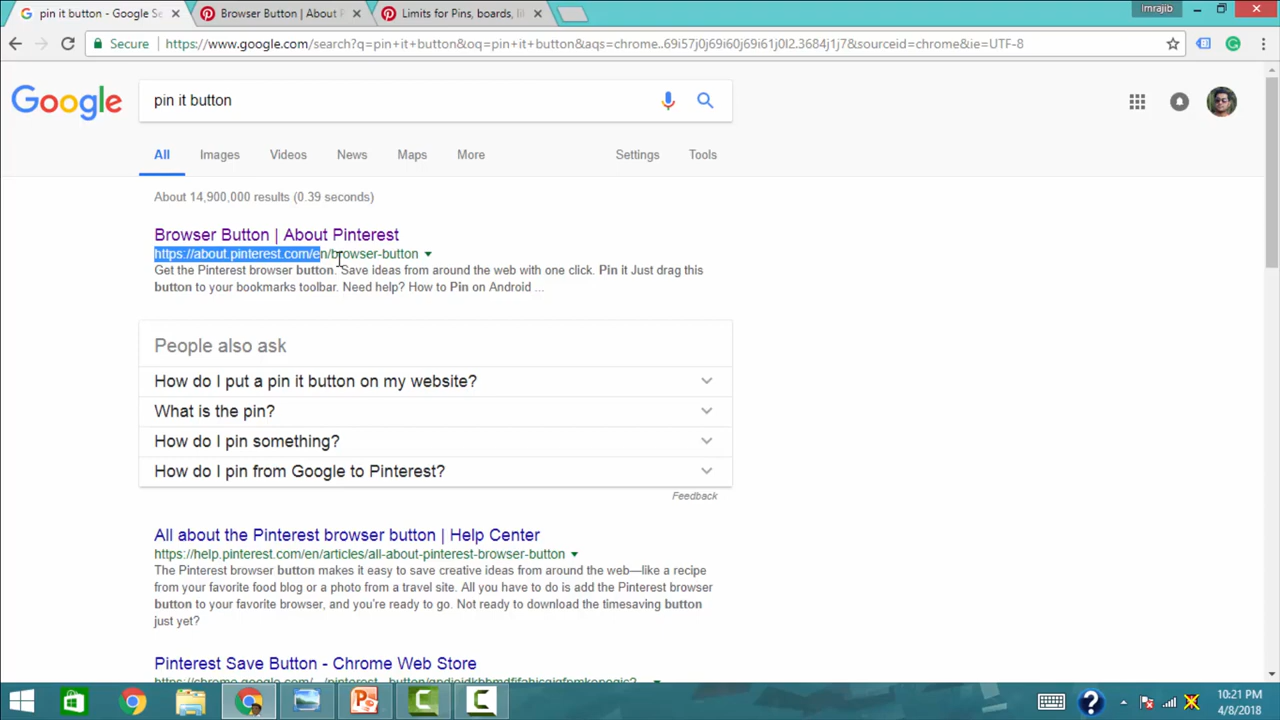 pin it button - Google Se
Browser Button | About P
Limits for Pins, boards, li
Imrajib
Secure
https://www.google.com/search?q=pin+it+button&oq=pin+it+button&aqs=chrome..69i57j0j69i60j69i61j0l2.3684j1j7&sourceid=chrome&ie=UTF-8
Google
pin it button
All
Images
Videos
News
Maps
More
Settings
Tools
About 14,900,000 results (0.39 seconds)
Browser Button | About Pinterest
https://about.pinterest.com/en/browser-button
Get the Pinterest browser button. Save ideas from around the web with one click. Pin it Just drag this
button to your bookmarks toolbar. Need help? How to Pin on Android ...
People also ask
How do I put a pin it button on my website?
What is the pin?
How do I pin something?
How do I pin from Google to Pinterest?
Feedback
All about the Pinterest browser button | Help Center
https://help.pinterest.com/en/articles/all-about-pinterest-browser-button
The Pinterest browser button makes it easy to save creative ideas from around the web—like a recipe
from your favorite food blog or a photo from a travel site. All you have to do is add the Pinterest browser
button to your favorite browser, and you're ready to go. Not ready to download the timesaving button
just yet?
Pinterest Save Button - Chrome Web Store
10:21 PM
4/8/2018